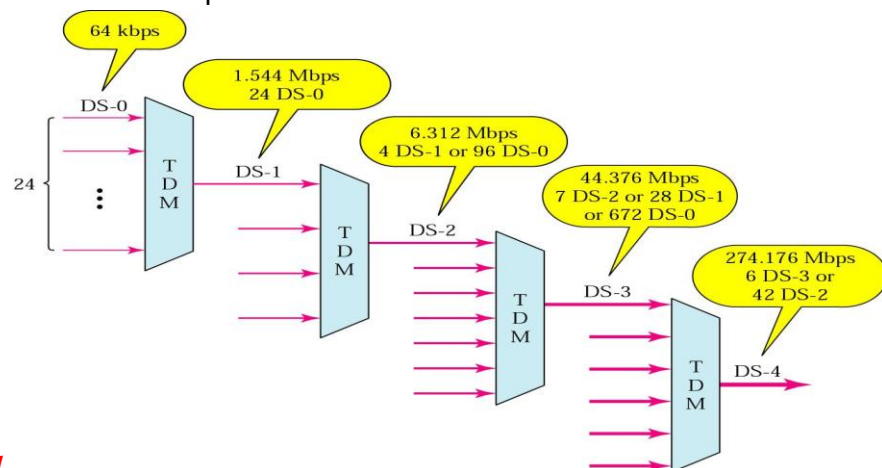 64 kbps
1.544 Mbps
24 DS-0
DS-0
6.312 Mbps
4 DS-1 or 96 DS-0
24
T
D
M
DS-1
44.376 Mbps
7 DS-2 or 28 DS-1
or 672 DS-0
T
D
M
DS-2
274.176 Mbps
6 DS-3 or
42 DS-2
T
D
M
DS-3
T
D
M
DS-4